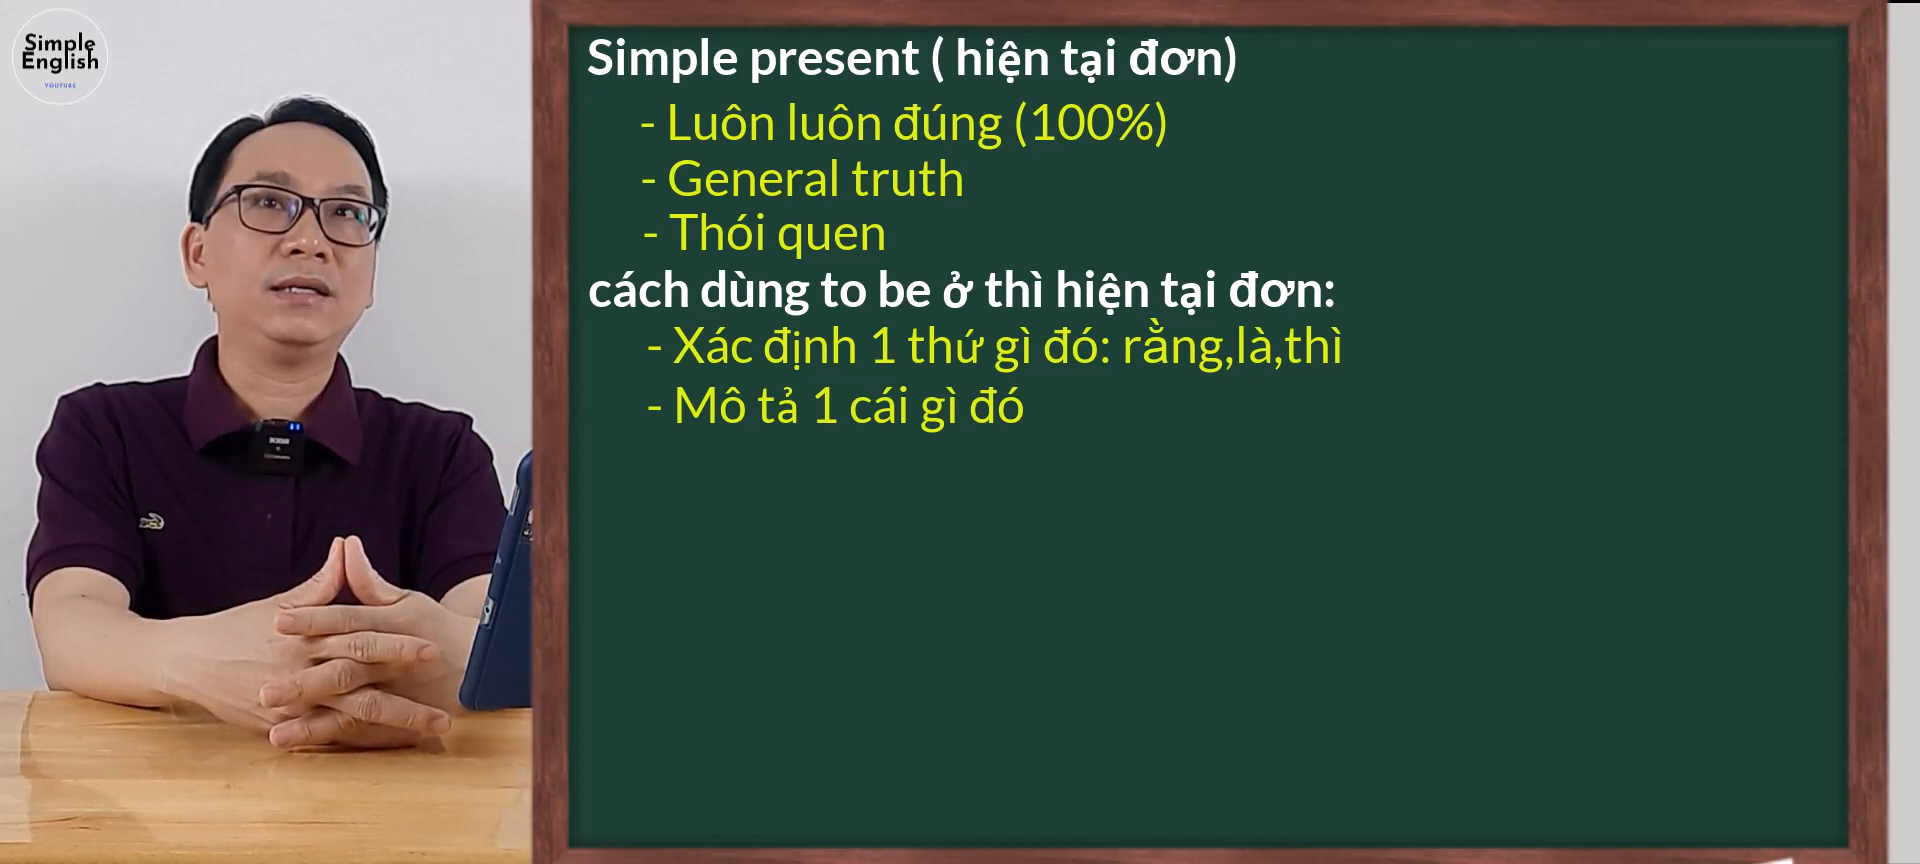 Simple
English
YOUTUBE
Simple present ( hiện tại đơn)
- Luôn luôn đúng (100%)
- General truth
- Thói quen
cách dùng to be ở thì hiện tại đơn:
- Xác định 1 thứ gì đó: rằng,là,thì
- Mô tả 1 cái gì đó